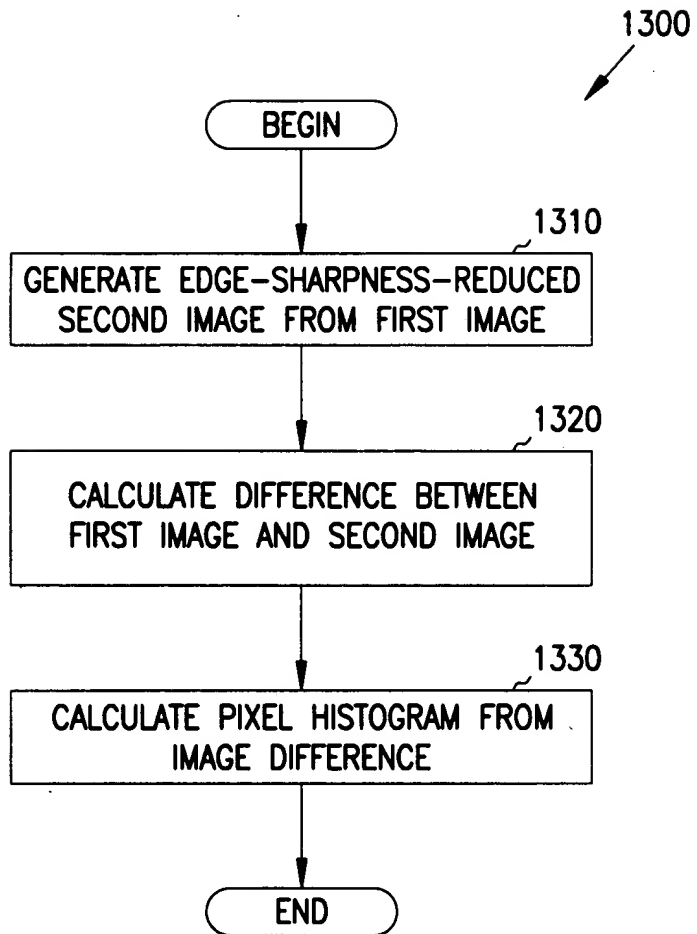 1300
BEGIN
1310
GENERATE EDGE-SHARPNESS-REDUCED
SECOND IMAGE FROM FIRST IMAGE
1320
CALCULATE DIFFERENCE BETWEEN
FIRST IMAGE AND SECOND IMAGE
1330
CALCULATE PIXEL HISTOGRAM FROM
IMAGE DIFFERENCE
END